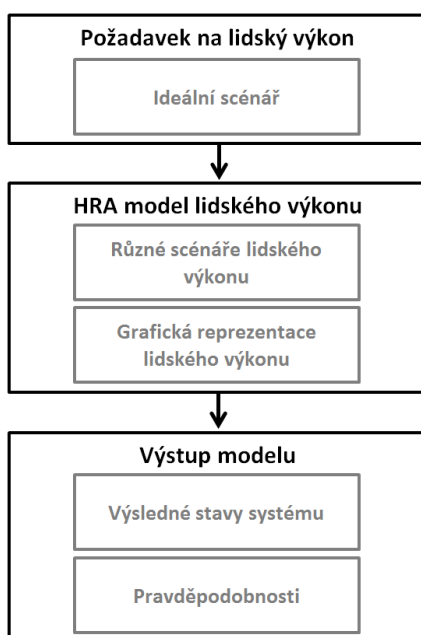 Požadavek na lidský výkon
Ideální scénář
HRA model lidského výkonu
Různé scénáře lidského
výkonu
Grafická reprezentace
lidského výkonu
Výstup modelu
Výsledné stavy systému
Pravděpodobnosti